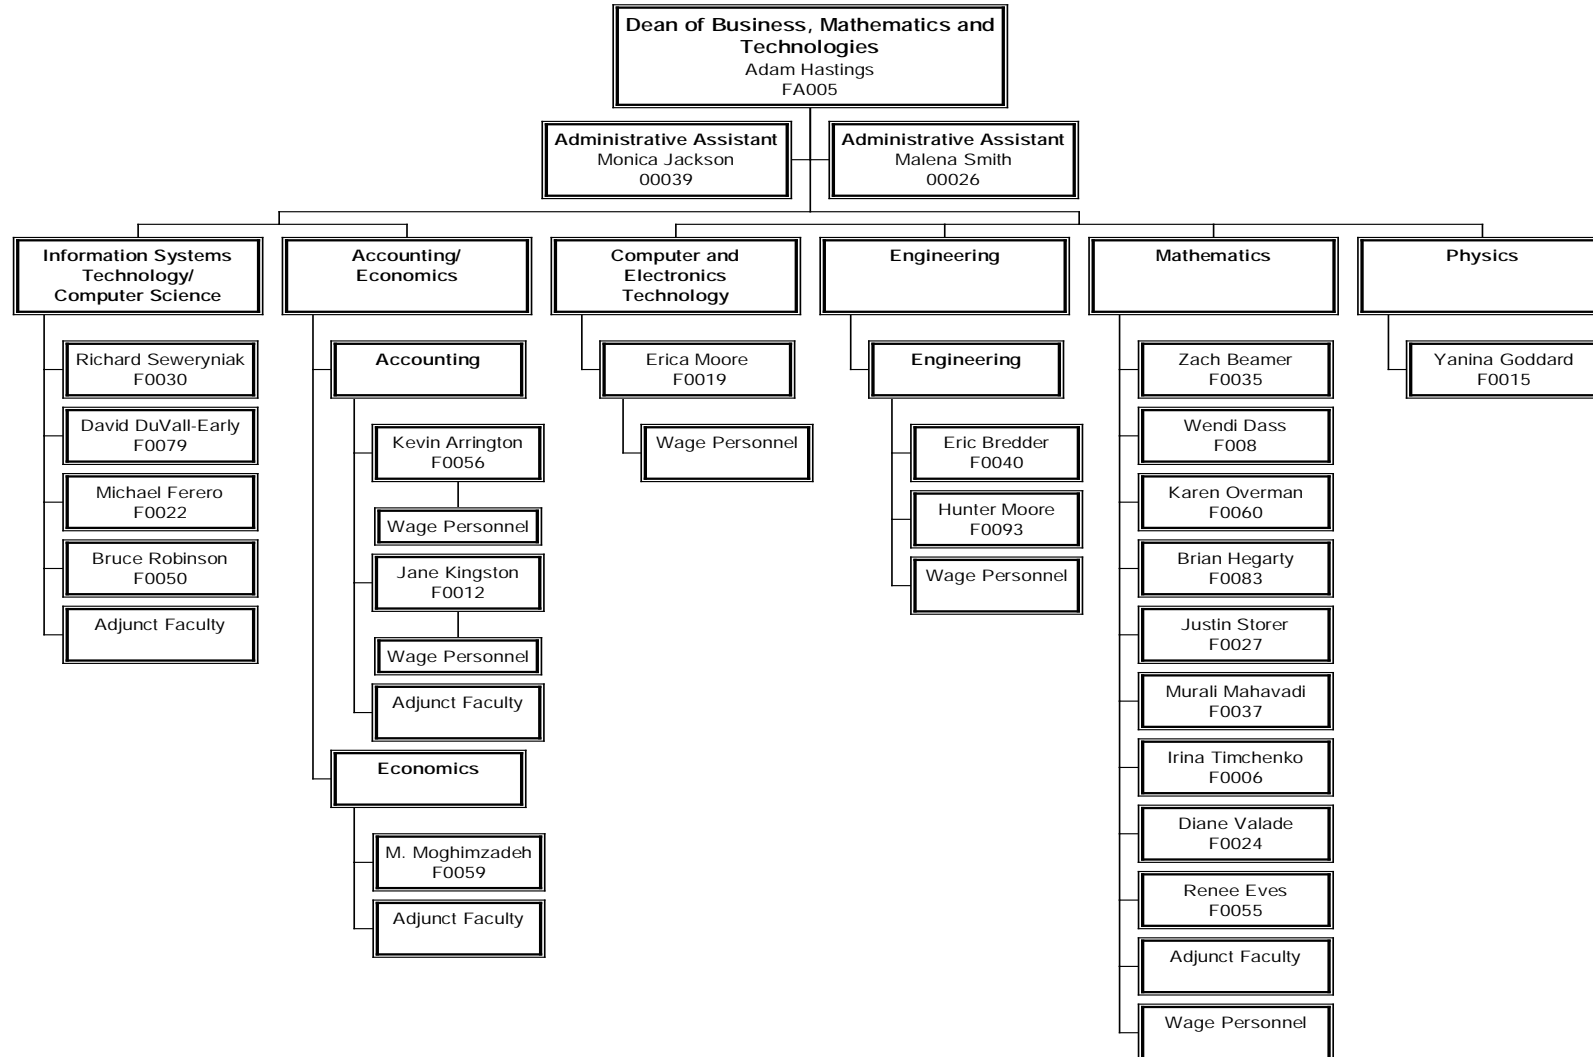 Dean of Business, Mathematics and
Technologies
Adam Hastings
FA005
Administrative Assistant
Monica Jackson
00039
Administrative Assistant
Malena Smith
00026
Information Systems
Technology/
Computer Science
Richard Seweryniak
F0030
David DuVall-Early
F0079
Michael Ferero
F0022
Bruce Robinson
F0050
Adjunct Faculty
Accounting/
Economics
Accounting
Kevin Arrington
F0056
Wage Personnel
Jane Kingston
F0012
Wage Personnel
Adjunct Faculty
Economics
M. Moghimzadeh
F0059
Adjunct Faculty
Computer and
Electronics
Technology
Erica Moore
F0019
Wage Personnel
Engineering
Engineering
Eric Bredder
F0040
Hunter Moore
F0093
Wage Personnel
Mathematics
Zach Beamer
F0035
Wendi Dass
F008
Karen Overman
F0060
Brian Hegarty
F0083
Justin Storer
F0027
Murali Mahavadi
F0037
Irina Timchenko
F0006
Diane Valade
F0024
Renee Eves
F0055
Adjunct Faculty
Wage Personnel
Physics
Yanina Goddard
F0015